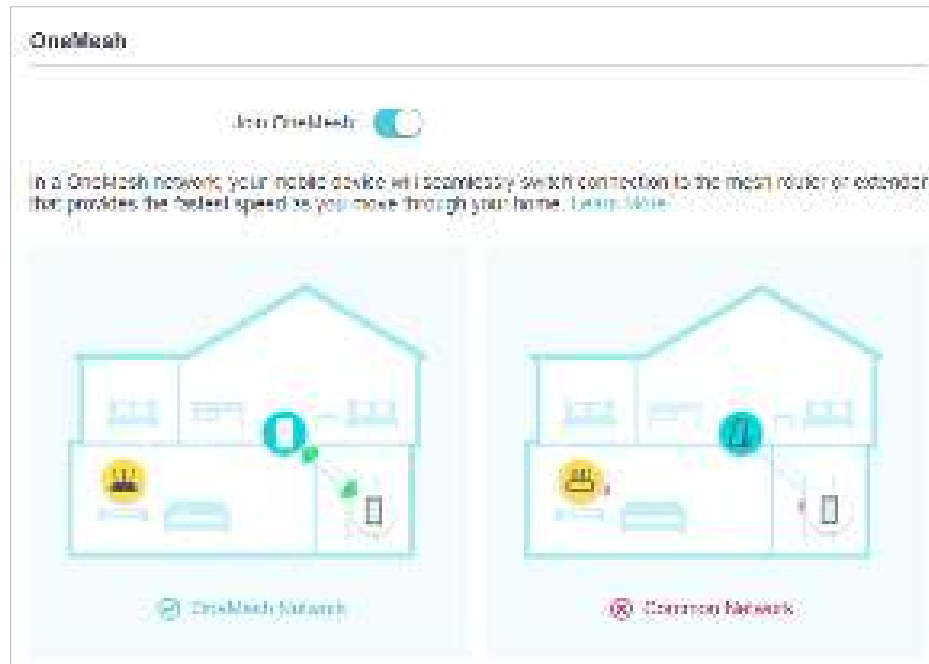 OneMesh
Join OneMesh:
In a OneMesh network, your mobile device will seamlessly switch connection to the mesh router or extender
that provides the fastest speed as you move through your home. Learn More
OneMesh Network
Common Network